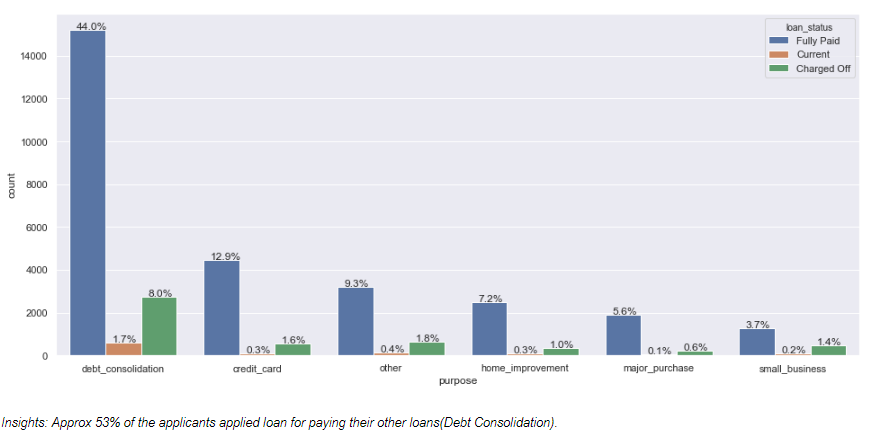 44.0%
loan_status
Fully Paid
Current
Charged Off
14000
12000
10000
8000
6000
4000
2000
0
count
1.7%
8.0%
12.9%
0.3%
1.6%
9.3%
0.4%
1.8%
7.2%
0.3%
1.0%
5.6%
0.1%
0.6%
3.7%
0.2%
1.4%
debt_consolidation
credit_card
other
home_improvement
major_purchase
small_business
purpose
Insights: Approx 53% of the applicants applied loan for paying their other loans(Debt Consolidation).